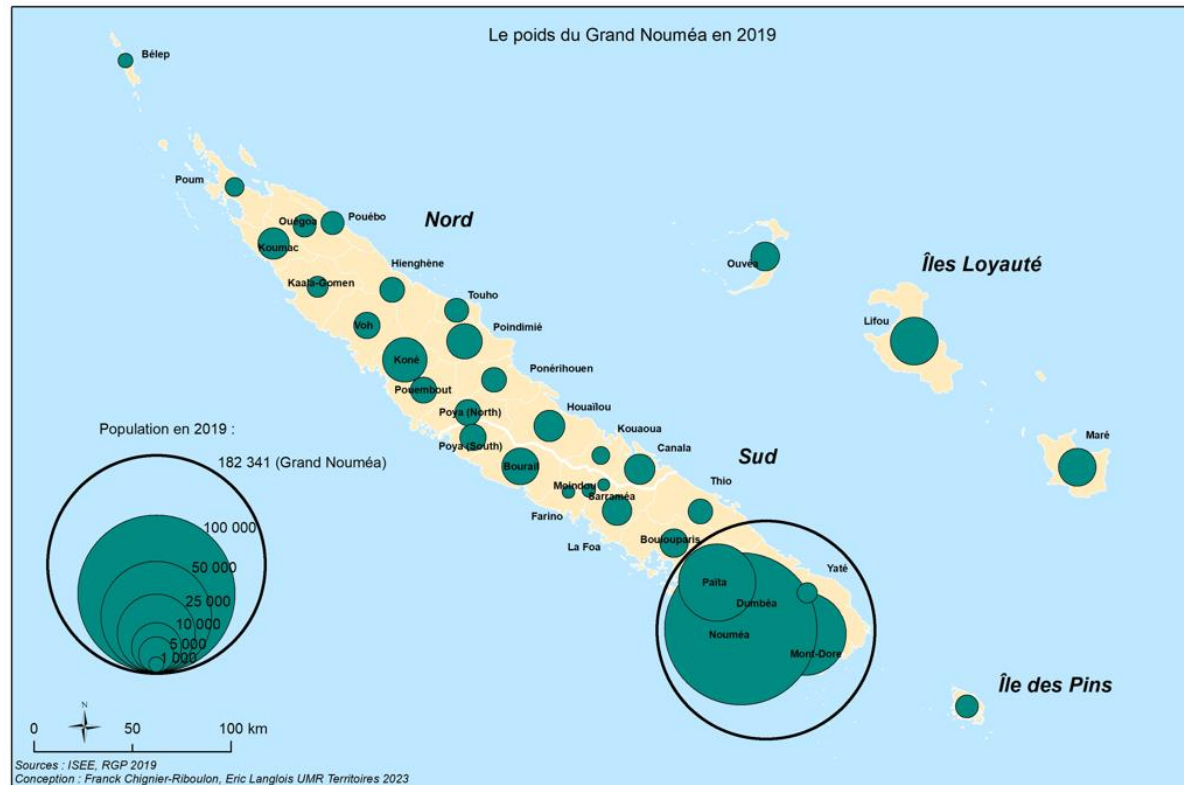 Le poids du Grand Nouméa en 2019
Bélep
Poum
Ouégoa
Pouébo
Nord
Koumac
Hienghène
Ouvéa
Îles Loyauté
Kaala-Gomen
Touho
Lifou
Voh
Poindimié
Koné
Ponérihouen
Pouembout
Poya (North)
Houaïlou
Kouaoua
Maré
Poya (South)
Canala
Sud
Bourail
Moindou
Sarraméa
Thio
Farino
La Foa
Boulouparis
Yaté
Païta
Dumbéa
Nouméa
Mont-Dore
Île des Pins
Population en 2019 :
182 341 (Grand Nouméa)
100 000
50 000
25 000
10 000
5 000
1 000
N
0 50 100 km
Sources : ISEE, RGP 2019
Conception : Franck Chignier-Riboulon, Eric Langlois UMR Territoires 2023